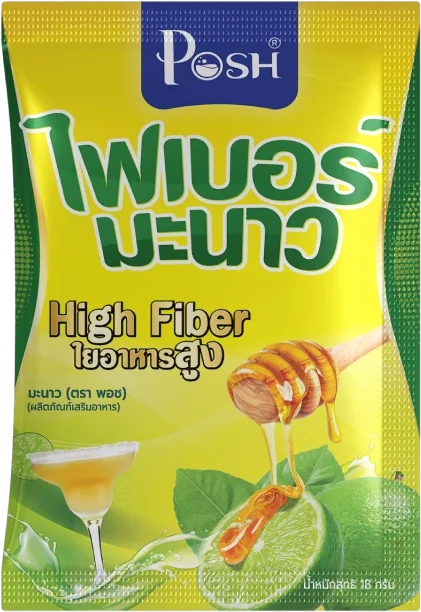 POSH®
ไฟเบอร์
มะนาว
High Fiber
ใยอาหารสูง
มะนาว (ตรา พอช)
(ผลิตภัณฑ์เสริมอาหาร)
น้ำหนักสุทธิ 18 กรัม